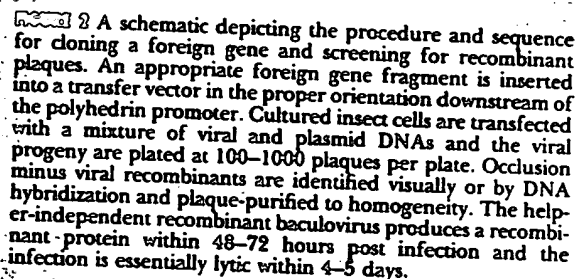 2 A schematic depicting the procedure and sequence
for cloning a foreign gene and screening for recombinant
plaques. An appropriate foreign gene fragment is inserted
into a transfer vector in the proper orientation downstream of
the polyhedrin promoter. Cultured insect cells are transfected
with a mixture of viral and plasmid DNAs and the viral
progeny are plated at 100–1000 plaques per plate. Occlusion
minus viral recombinants are identified visually or by DNA
hybridization and plaque-purified to homogeneity. The help-
er-independent recombinant baculovirus produces a recombi-
nant protein within 48–72 hours post infection and the
infection is essentially lytic within 4–5 days.